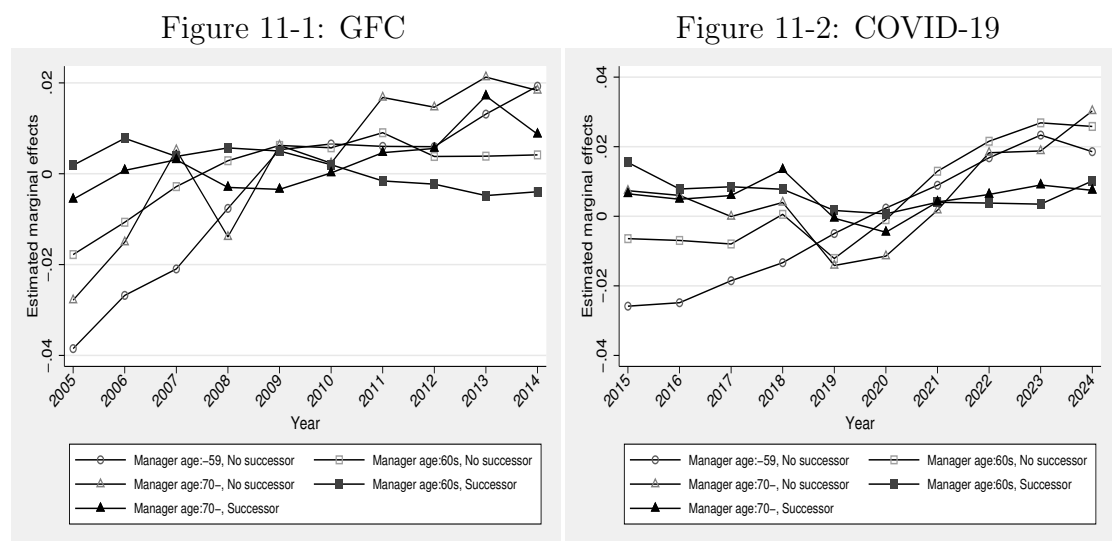 Figure 11-1: GFC
Estimated marginal effects
.02
0
−.02
−.04
2005 2006 2007 2008 2009 2010 2011 2012 2013 2014
Year
Manager age:−59, No successor
Manager age:60s, No successor
Manager age:70−, No successor
Manager age:60s, Successor
Manager age:70−, Successor
Figure 11-2: COVID-19
Estimated marginal effects
.04
.02
0
−.02
−.04
2015 2016 2017 2018 2019 2020 2021 2022 2023 2024
Year
Manager age:−59, No successor
Manager age:60s, No successor
Manager age:70−, No successor
Manager age:60s, Successor
Manager age:70−, Successor